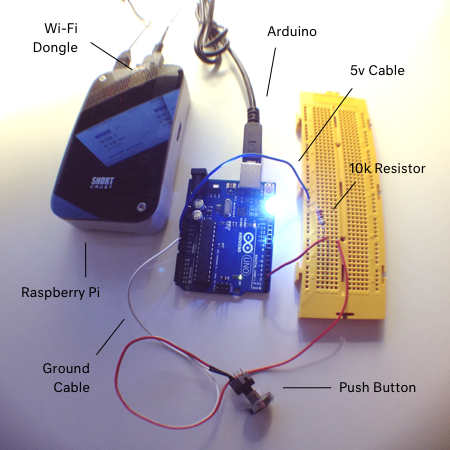 Wi-Fi
Dongle
Arduino
5v Cable
10k Resistor
SHORT
CRUST
UNO
Raspberry Pi
Ground
Cable
Push Button